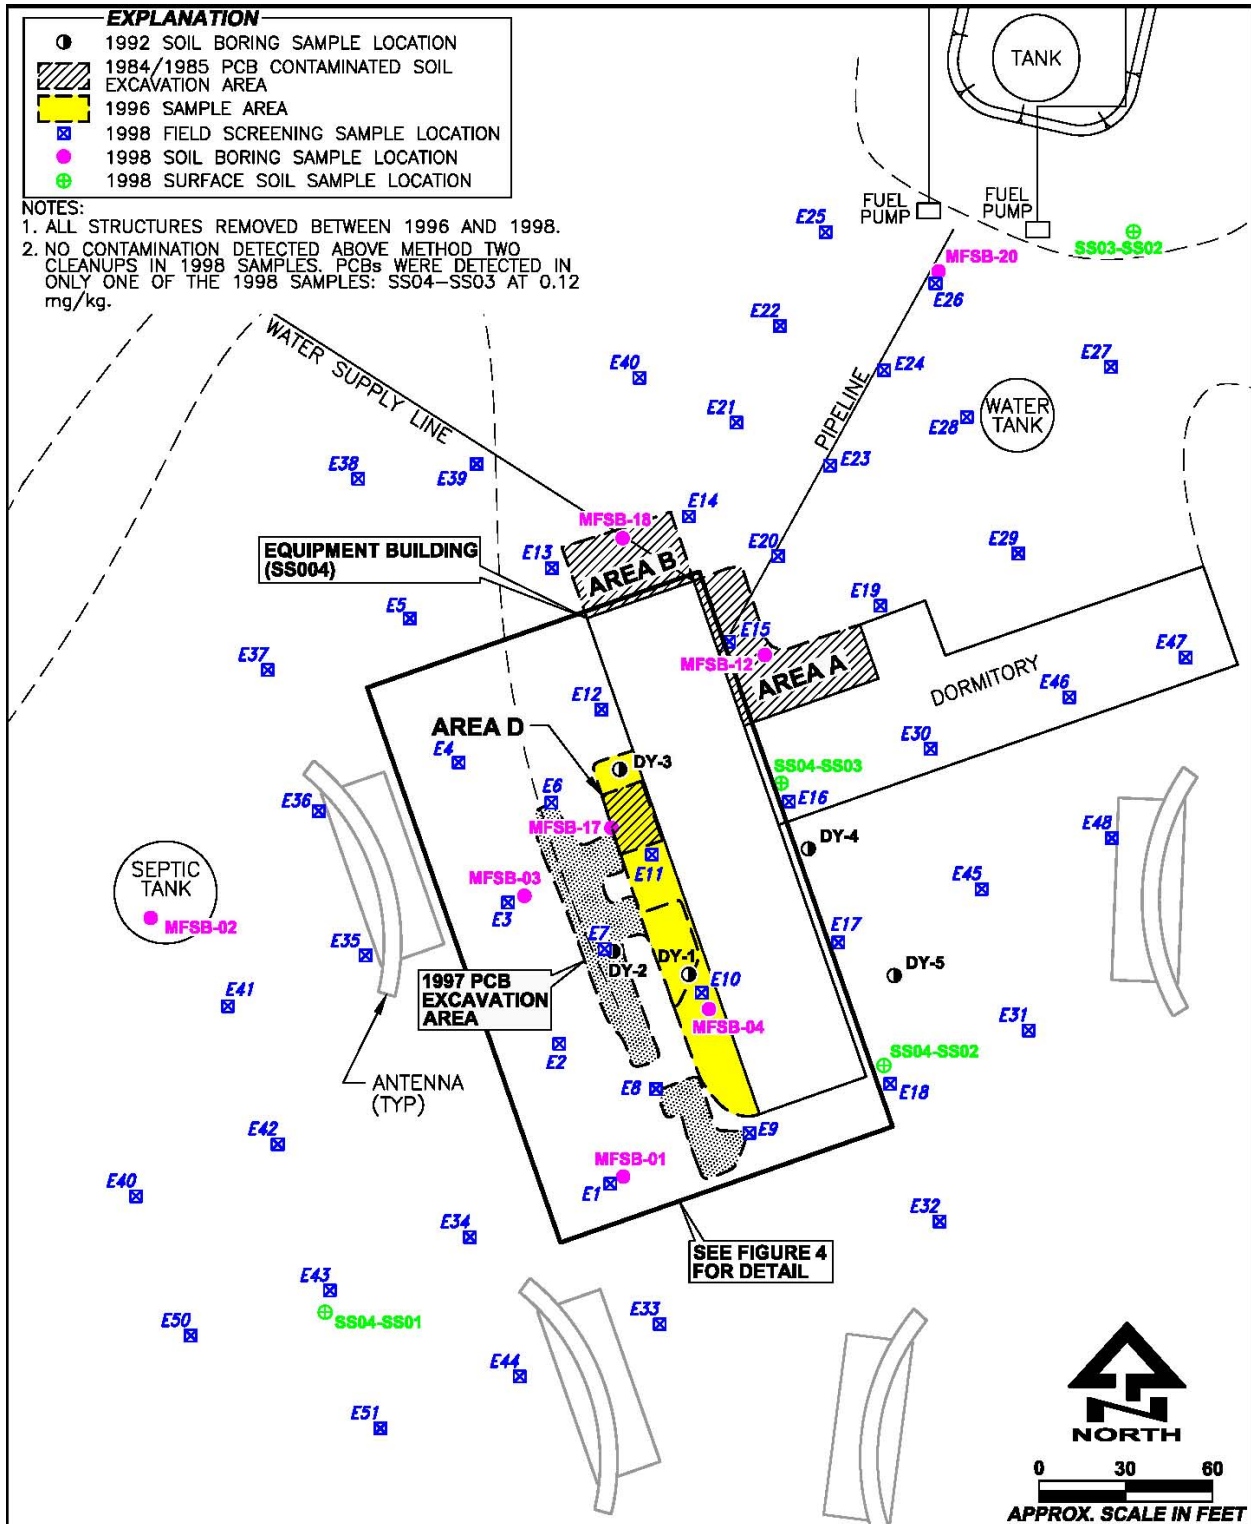 EXPLANATION
1992 SOIL BORING SAMPLE LOCATION
1984/1985 PCB CONTAMINATED SOIL
EXCAVATION AREA
1996 SAMPLE AREA
1998 FIELD SCREENING SAMPLE LOCATION
1998 SOIL BORING SAMPLE LOCATION
1998 SURFACE SOIL SAMPLE LOCATION
NOTES:
1. ALL STRUCTURES REMOVED BETWEEN 1996 AND 1998.
2. NO CONTAMINATION DETECTED ABOVE METHOD TWO
CLEANUPS IN 1998 SAMPLES. PCBs WERE DETECTED IN
ONLY ONE OF THE 1998 SAMPLES: SS04-SS03 AT 0.12
mg/kg.
TANK
FUEL
PUMP
FUEL
PUMP
E25
SS03-SS02
MFSB-20
E26
E22
WATER SUPPLY LINE
E40
E24
E27
PIPELINE
E21
WATER
TANK
E28
E38
E39
E23
E14
MFSB-18
EQUIPMENT BUILDING
(SS004)
E13
AREA B
E20
E29
E5
E19
E15
E37
MFSB-12
AREA A
E47
DORMITORY
E46
E12
AREA D
E4
E30
DY-3
SS04-SS03
E6
E16
E36
MFSB-17
E48
DY-4
E11
SEPTIC
TANK
MFSB-03
E45
E3
MFSB-02
E35
E7
DY-2
E17
DY-1
DY-5
1997 PCB
EXCAVATION
AREA
E10
E41
MFSB-04
E31
E2
SS04-SS02
ANTENNA
(TYP)
E8
E18
E42
E9
MFSB-01
E40
E1
E34
E32
SEE FIGURE 4
FOR DETAIL
E43
SS04-SS01
E50
E33
E44
E51
NORTH
0 30 60
APPROX. SCALE IN FEET